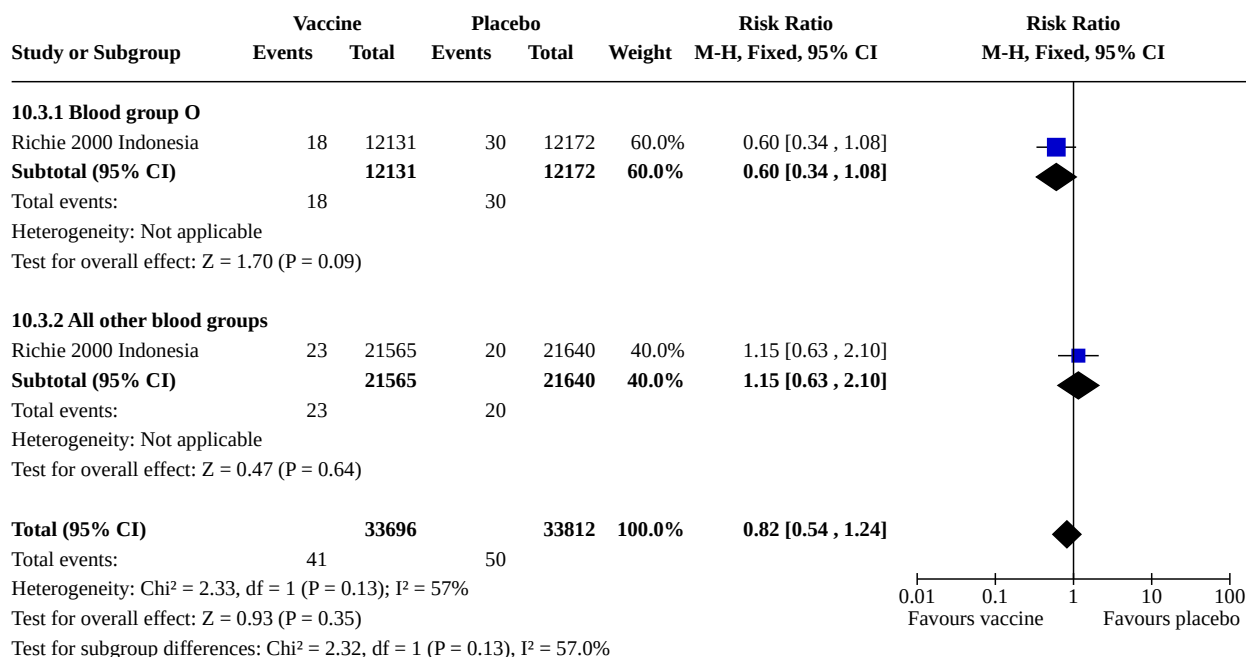 Vaccine Placebo Risk Ratio Risk Ratio
Study or Subgroup Events Total Events Total Weight M-H, Fixed, 95% CI M-H, Fixed, 95% CI
10.3.1 Blood group O
Richie 2000 Indonesia 18 12131 30 12172 60.0% 0.60 [0.34 , 1.08]
Subtotal (95% CI) 12131 12172 60.0% 0.60 [0.34 , 1.08]
Total events: 18 30
Heterogeneity: Not applicable
Test for overall effect: Z = 1.70 (P = 0.09)
10.3.2 All other blood groups
Richie 2000 Indonesia 23 21565 20 21640 40.0% 1.15 [0.63 , 2.10]
Subtotal (95% CI) 21565 21640 40.0% 1.15 [0.63 , 2.10]
Total events: 23 20
Heterogeneity: Not applicable
Test for overall effect: Z = 0.47 (P = 0.64)
Total (95% CI) 33696 33812 100.0% 0.82 [0.54 , 1.24]
Total events: 41 50
Heterogeneity: Chi² = 2.33, df = 1 (P = 0.13); I² = 57%
Test for overall effect: Z = 0.93 (P = 0.35)
Test for subgroup differences: Chi² = 2.32, df = 1 (P = 0.13), I² = 57.0%
0.01 0.1 1 10 100
Favours vaccine Favours placebo